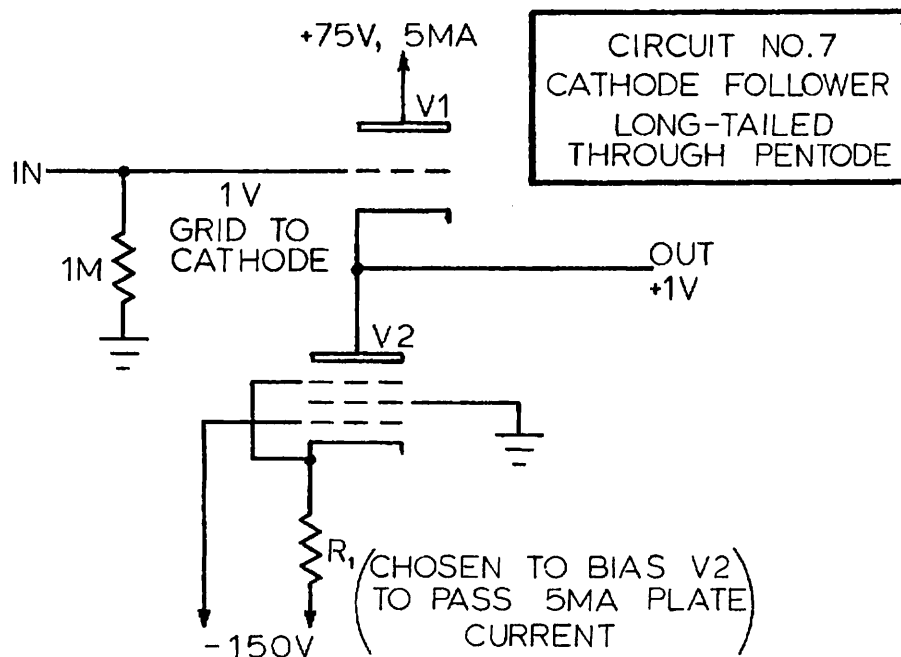 +75V, 5MA
CIRCUIT NO.7
CATHODE FOLLOWER
LONG-TAILED
THROUGH PENTODE
V1
IN
1V
GRID TO
CATHODE
1M
OUT
+1V
V2
R₁
(CHOSEN TO BIAS V2
TO PASS 5MA PLATE
CURRENT)
-150V